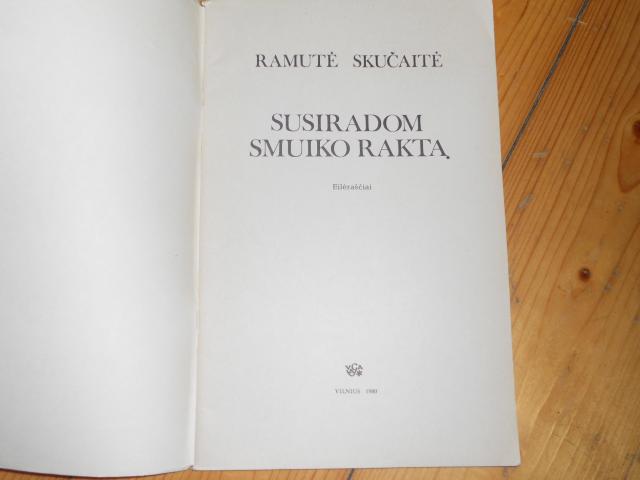 RAMUTĖ SKUČAITĖ
SUSIRADOM
SMUIKO RAKTĄ
Eilėraščiai
VILNIUS 1980